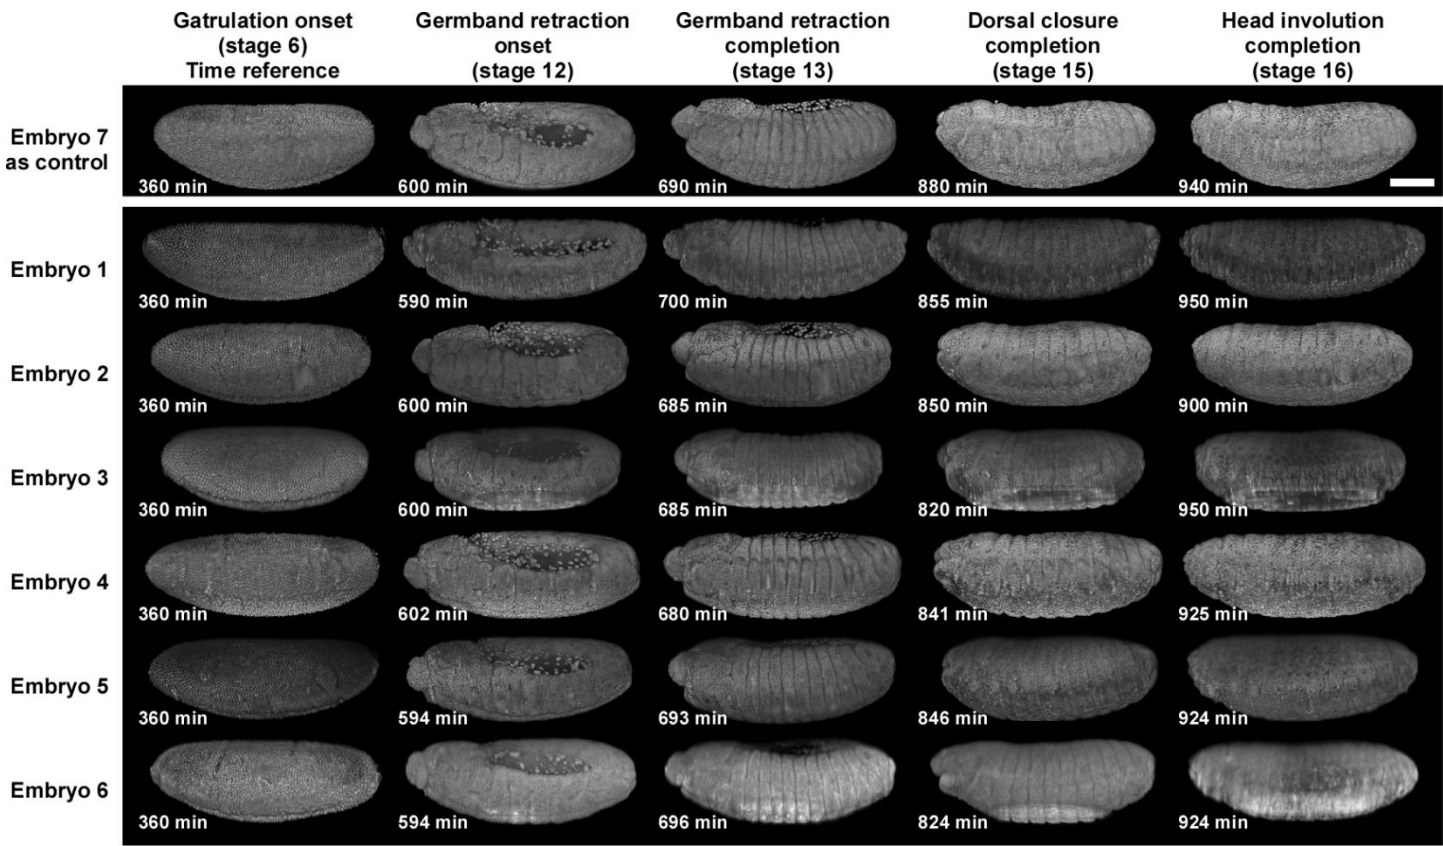 Gatrulation onset
(stage 6)
Time reference
Germband retraction
onset
(stage 12)
Germband retraction
completion
(stage 13)
Dorsal closure
completion
(stage 15)
Head involution
completion
(stage 16)
Embryo 7
as control
360 min
600 min
690 min
880 min
940 min
Embryo 1
360 min
590 min
700 min
855 min
950 min
Embryo 2
360 min
600 min
685 min
850 min
900 min
Embryo 3
360 min
600 min
685 min
820 min
950 min
Embryo 4
360 min
602 min
680 min
841 min
925 min
Embryo 5
360 min
594 min
693 min
846 min
924 min
Embryo 6
360 min
594 min
696 min
824 min
924 min